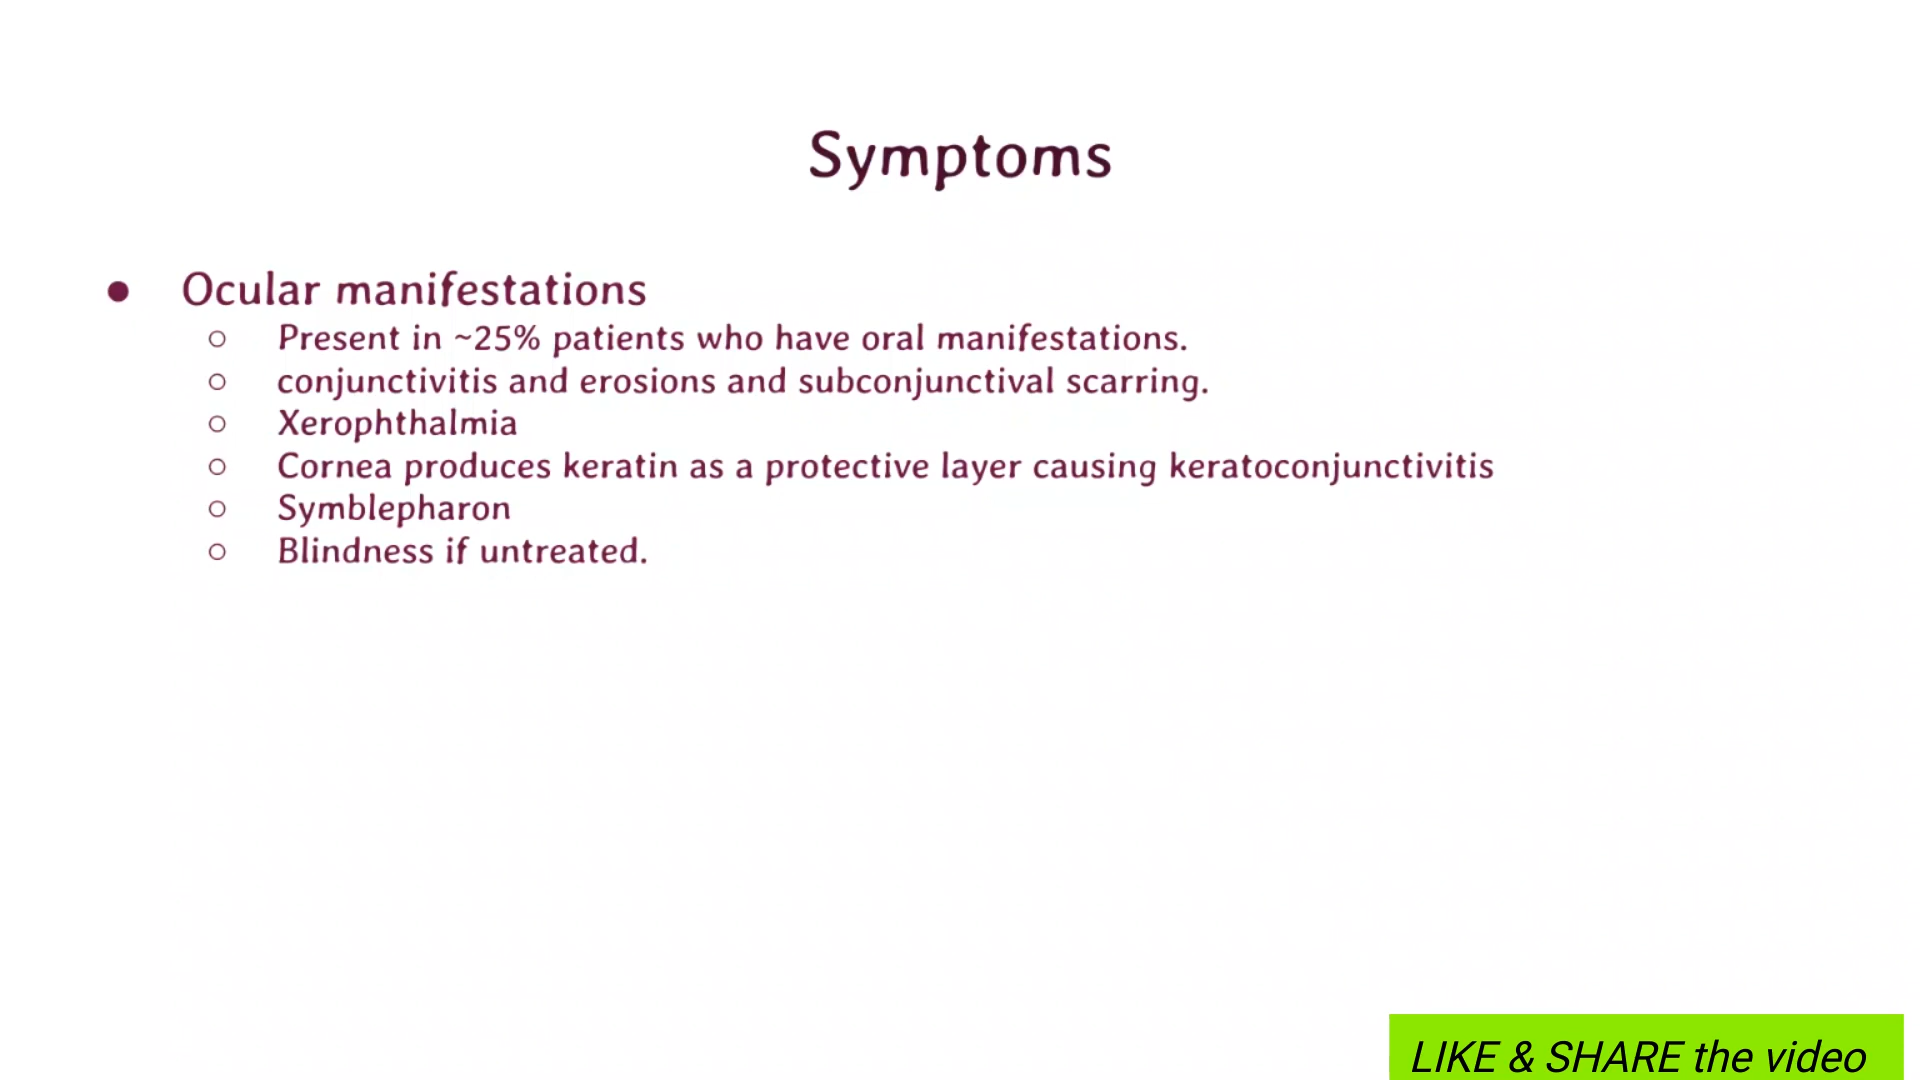 Symptoms
● Ocular manifestations
○ Present in ~25% patients who have oral manifestations.
○ conjunctivitis and erosions and subconjunctival scarring.
○ Xerophthalmia
○ Cornea produces keratin as a protective layer causing keratoconjunctivitis
○ Symblepharon
○ Blindness if untreated.
LIKE & SHARE the video